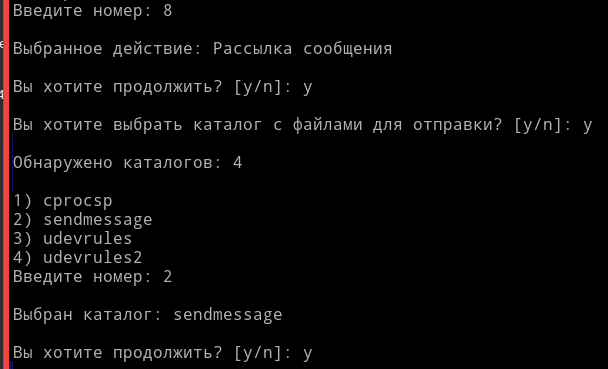 Введите номер: 8
Выбранное действие: Рассылка сообщения
Вы хотите продолжить? [y/n]: y
Вы хотите выбрать каталог с файлами для отправки? [y/n]: y
Обнаружено каталогов: 4
1) cprocsp
2) sendmessage
3) udevrules
4) udevrules2
Введите номер: 2
Выбран каталог: sendmessage
Вы хотите продолжить? [y/n]: y